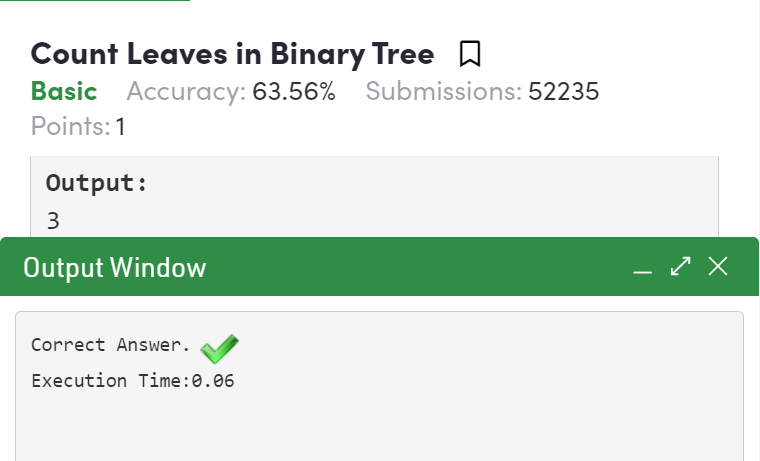 Count Leaves in Binary Tree
Basic Accuracy: 63.56% Submissions: 52235
Points: 1
Output:
3
Output Window
Correct Answer.
Execution Time:0.06